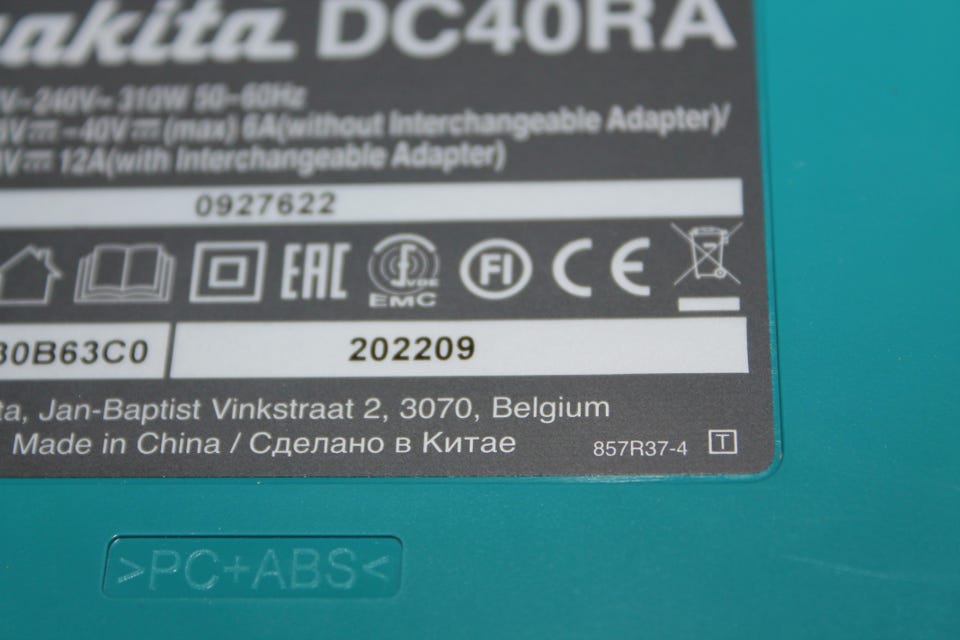 makita DC40RA
V~240V~ 310W 50-60Hz
V⎓ -40V⎓(max) 6A(without Interchangeable Adapter)/
V⎓ 12A(with Interchangeable Adapter)
0927622
EAC VDE EMC FI CE
30B63C0 202209
ta, Jan-Baptist Vinkstraat 2, 3070, Belgium
Made in China / Сделано в Китае 857R37-4 T
>PC+ABS<